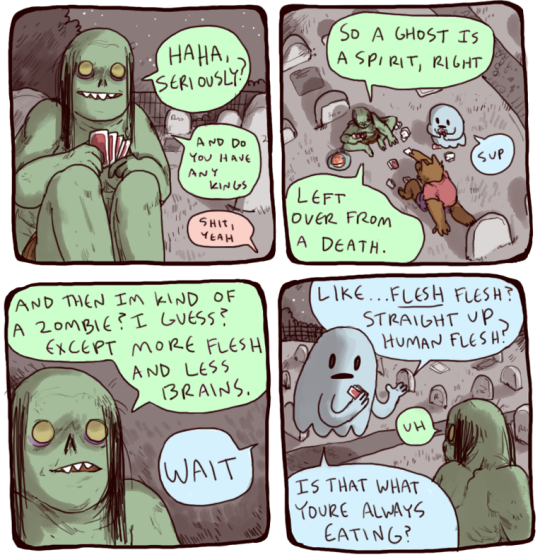 HAHA,
SERIOUSLY?
AND DO
YOU HAVE
ANY
KINGS
SHIT,
YEAH
SO A GHOST IS
A SPIRIT, RIGHT
SUP
LEFT
OVER FROM
A DEATH.
AND THEN IM KIND OF
A ZOMBIE? I GUESS?
EXCEPT MORE FLESH
AND LESS
BRAINS.
WAIT
LIKE...FLESH FLESH?
STRAIGHT UP
HUMAN FLESH?
UH
IS THAT WHAT
YOURE ALWAYS
EATING?